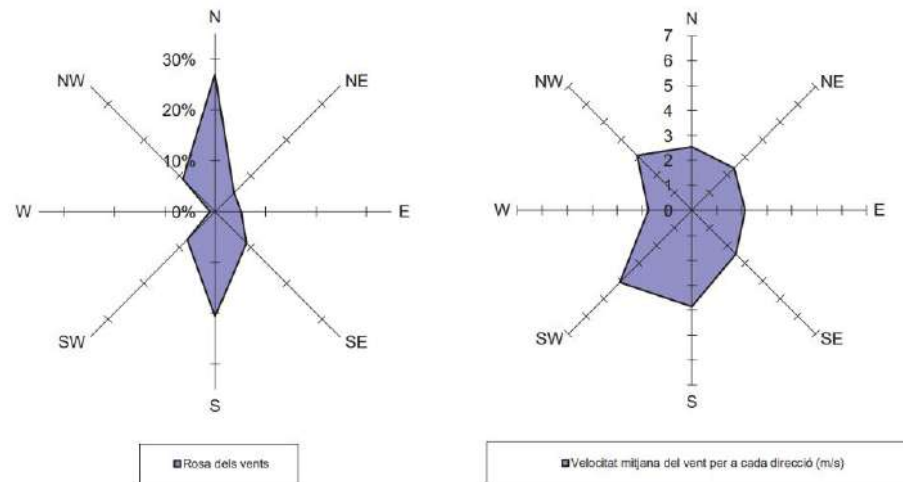 N
30%
NW
NE
20%
10%
W
0%
E
SW
SE
S
Rosa dels vents
N
7
6
NW
NE
5
4
3
2
1
W
0
E
SW
SE
S
Velocitat mitjana del vent per a cada direcció (m/s)